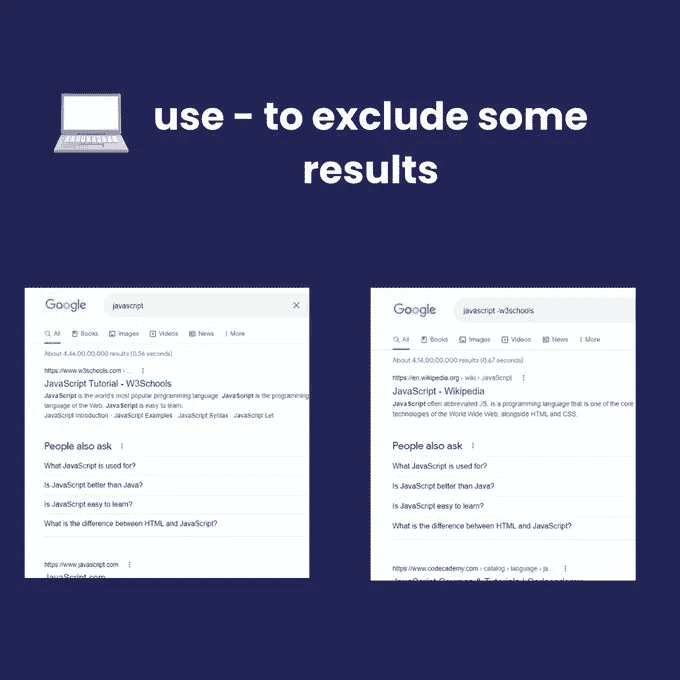 use - to exclude some
results
Google
javascript
All Books Images Videos News More
About 4,46,00,00,000 results (0.56 seconds)
https://www.w3schools.com › ...
JavaScript Tutorial - W3Schools
JavaScript is the world's most popular programming language. JavaScript is the programming
language of the Web. JavaScript is easy to learn.
JavaScript Introduction · JavaScript Examples · JavaScript Syntax · JavaScript Let
People also ask
What JavaScript is used for?
Is JavaScript better than Java?
Is JavaScript easy to learn?
What is the difference between HTML and JavaScript?
https://www.javascript.com
JavaScript.com
Google
javascript -w3schools
All Books Images Videos News More
About 4,14,00,00,000 results (0.67 seconds)
https://en.wikipedia.org › wiki › JavaScript
JavaScript - Wikipedia
JavaScript often abbreviated JS, is a programming language that is one of the core
technologies of the World Wide Web, alongside HTML and CSS.
People also ask
What JavaScript is used for?
Is JavaScript better than Java?
Is JavaScript easy to learn?
What is the difference between HTML and JavaScript?
https://www.codecademy.com › catalog › language › ja...
JavaScript Courses & Tutorials | Codecademy